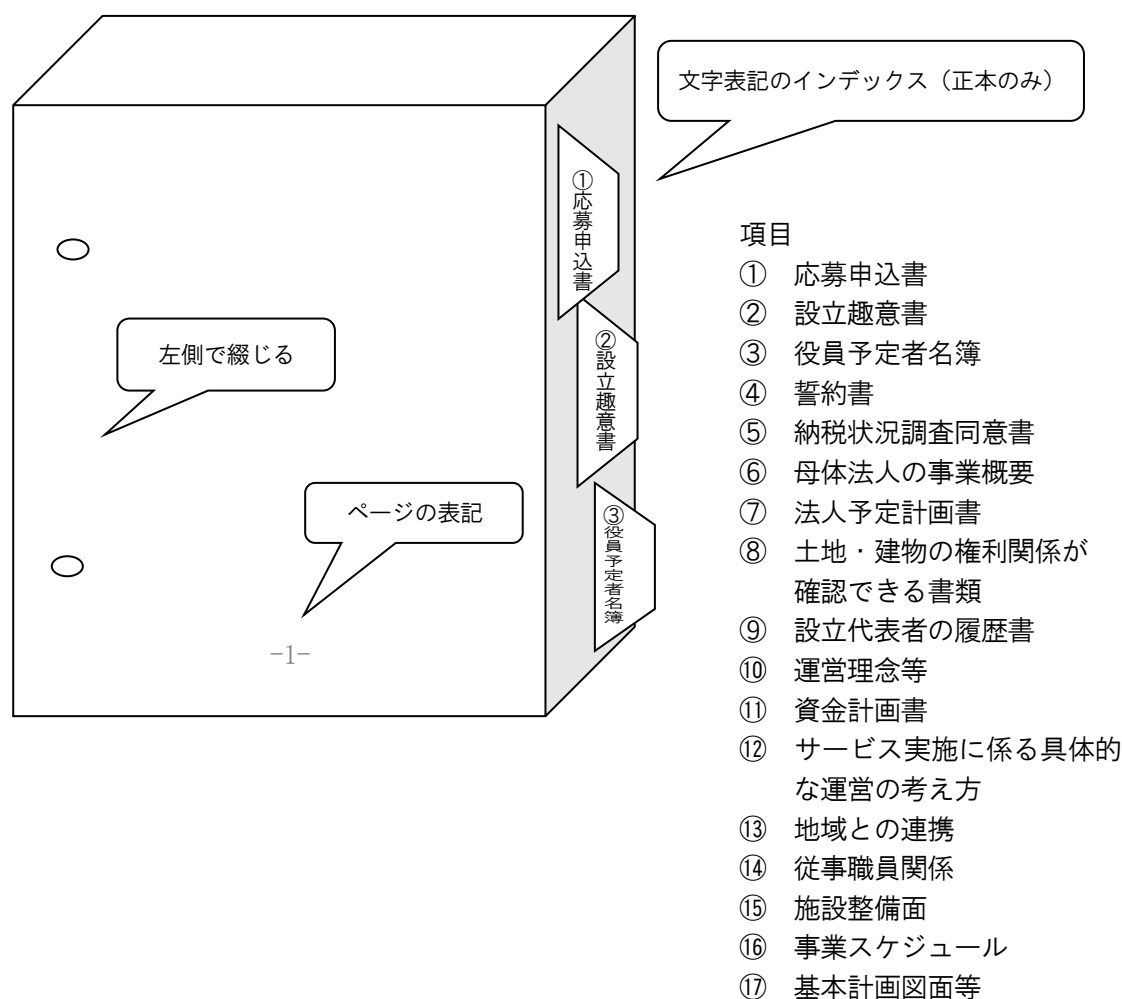 文字表記のインデックス（正本のみ）
①応募申込書
②設立趣意書
③役員予定者名簿
左側で綴じる
ページの表記
-1-
項目
① 応募申込書
② 設立趣意書
③ 役員予定者名簿
④ 誓約書
⑤ 納税状況調査同意書
⑥ 母体法人の事業概要
⑦ 法人予定計画書
⑧ 土地・建物の権利関係が
確認できる書類
⑨ 設立代表者の履歴書
⑩ 運営理念等
⑪ 資金計画書
⑫ サービス実施に係る具体的
な運営の考え方
⑬ 地域との連携
⑭ 従事職員関係
⑮ 施設整備面
⑯ 事業スケジュール
⑰ 基本計画図面等